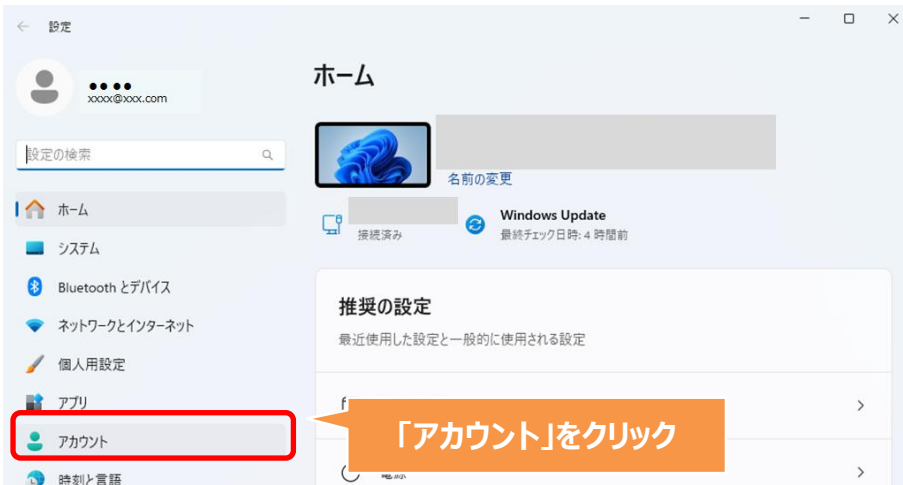 設定
●● ●●
xxxx@xxx.com
設定の検索
ホーム
システム
Bluetooth とデバイス
ネットワークとインターネット
個人用設定
アプリ
アカウント
時刻と言語
ホーム
名前の変更
接続済み
Windows Update
最終チェック日時: 4 時間前
推奨の設定
最近使用した設定と一般的に使用される設定
「アカウント」をクリック
電源